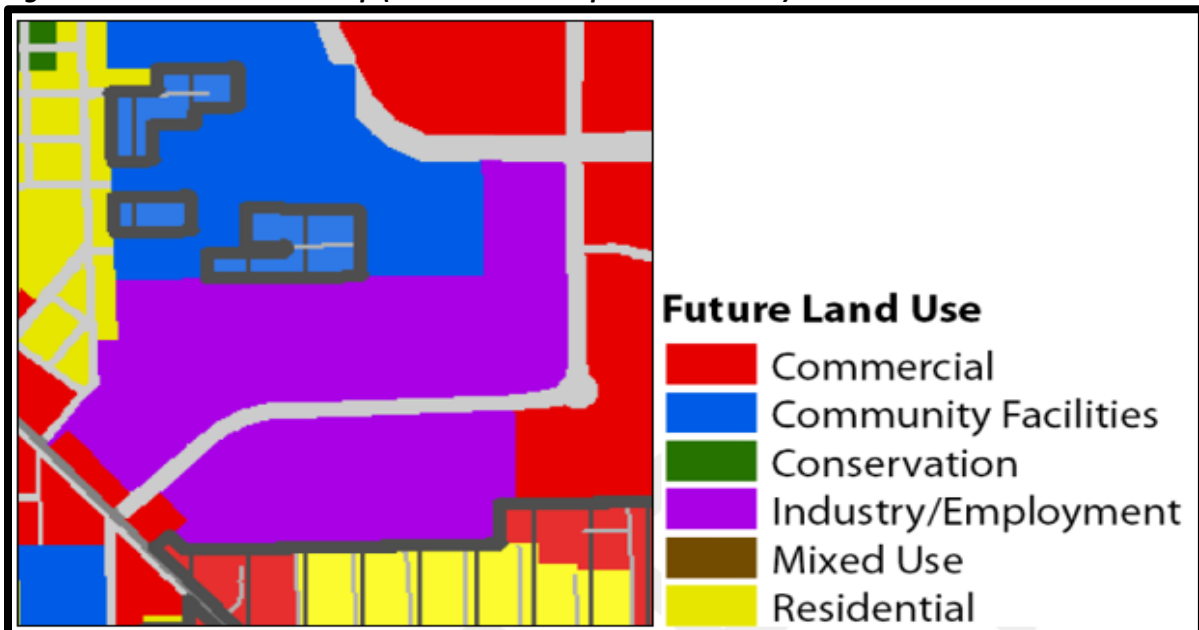 Future Land Use
Commercial
Community Facilities
Conservation
Industry/Employment
Mixed Use
Residential